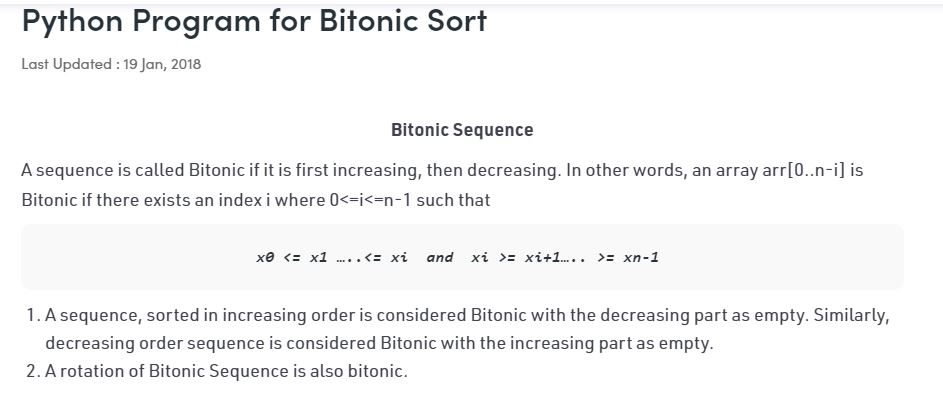 Python Program for Bitonic Sort
Last Updated : 19 Jan, 2018
Bitonic Sequence
A sequence is called Bitonic if it is first increasing, then decreasing. In other words, an array arr[0..n-i] is
Bitonic if there exists an index i where 0<=i<=n-1 such that
x0 <= x1 …..<= xi  and  xi >= xi+1….. >= xn-1
1. A sequence, sorted in increasing order is considered Bitonic with the decreasing part as empty. Similarly,
decreasing order sequence is considered Bitonic with the increasing part as empty.
2. A rotation of Bitonic Sequence is also bitonic.